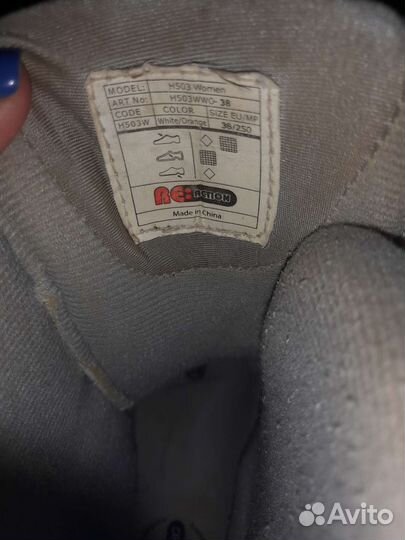 MODEL: H503 Women
ART No: H503WWO- 38
CODE COLOR SIZE EU/MP
H503W White/Orange 38/250
RE:ACTION
Made in China
Avito